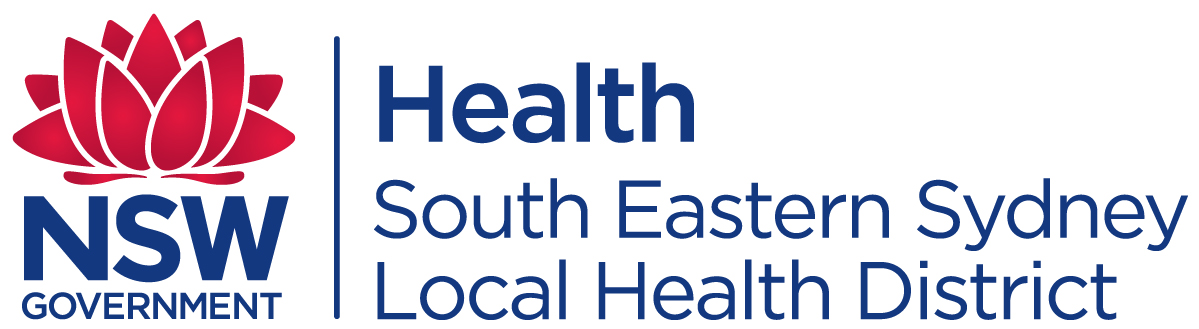 NSW
GOVERNMENT
Health
South Eastern Sydney
Local Health District